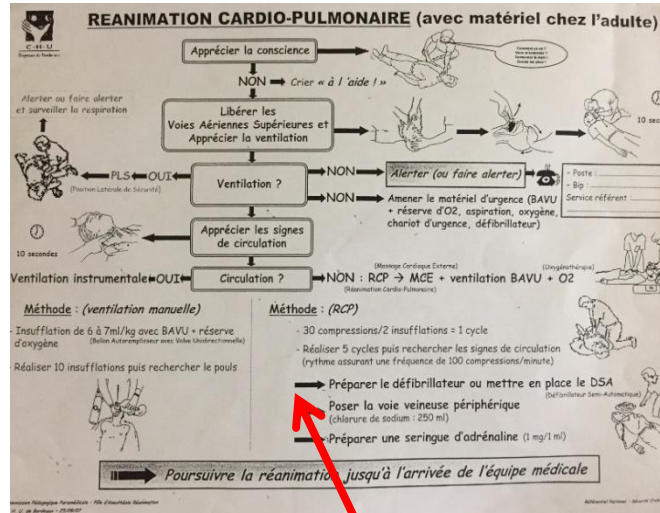 C-H-U
REANIMATION CARDIO-PULMONAIRE (avec matériel chez l'adulte)
Apprécier la conscience
NON Crier « à l'aide ! »
Alerter ou faire alerter
et surveiller la respiration
Libérer les
Voies Aériennes Supérieures et
Apprécier la ventilation
10 seco
PLS OUI
(Position Latérale de Sécurité)
Ventilation ?
NON
Alerter (ou faire alerter)
- Poste :
- Bip :
Service référent :
NON
Amener le matériel d'urgence (BAVU
+ réserve d'O2, aspiration, oxygène,
chariot d'urgence, défibrillateur)
Apprécier les signes
de circulation
10 secondes
Ventilation instrumentale OUI
Circulation ?
(Massage Cardiaque Externe)
(Oxygénothérapie)
NON : RCP → MCE + ventilation BAVU + O2
(Réanimation Cardio-Pulmonaire)
Méthode : (ventilation manuelle)
- Insufflation de 6 à 7ml/kg avec BAVU + réserve
d'oxygène (Ballon Autoremplisseur avec Valve Unidirectionnelle)
- Réaliser 10 insufflations puis rechercher le pouls
Méthode : (RCP)
- 30 compressions/2 insufflations = 1 cycle
- Réaliser 5 cycles puis rechercher les signes de circulation
(rythme assurant une fréquence de 100 compressions/minute)
Préparer le défibrillateur ou mettre en place le DSA
(Défibrillateur Semi-Automatique)
Poser la voie veineuse périphérique
(chlorure de sodium : 250 ml)
Préparer une seringue d'adrénaline (1 mg/1 ml)
Poursuivre la réanimation jusqu'à l'arrivée de l'équipe médicale